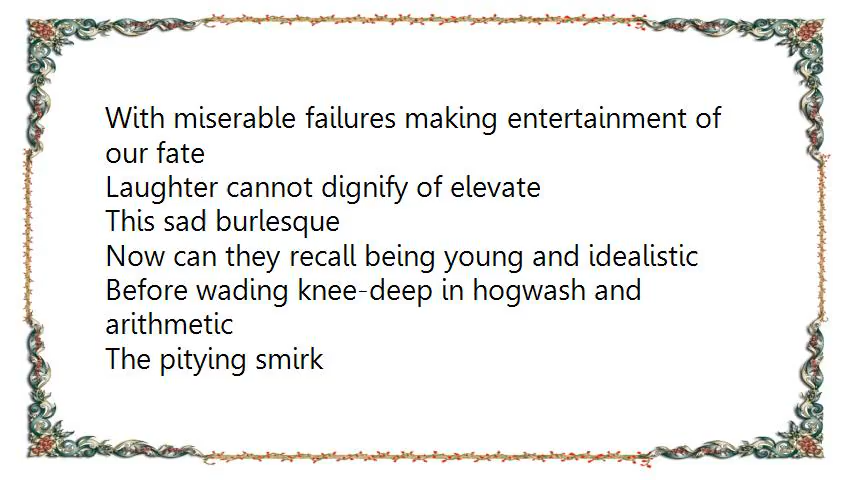 With miserable failures making entertainment of
our fate
Laughter cannot dignify of elevate
This sad burlesque
Now can they recall being young and idealistic
Before wading knee-deep in hogwash and
arithmetic
The pitying smirk